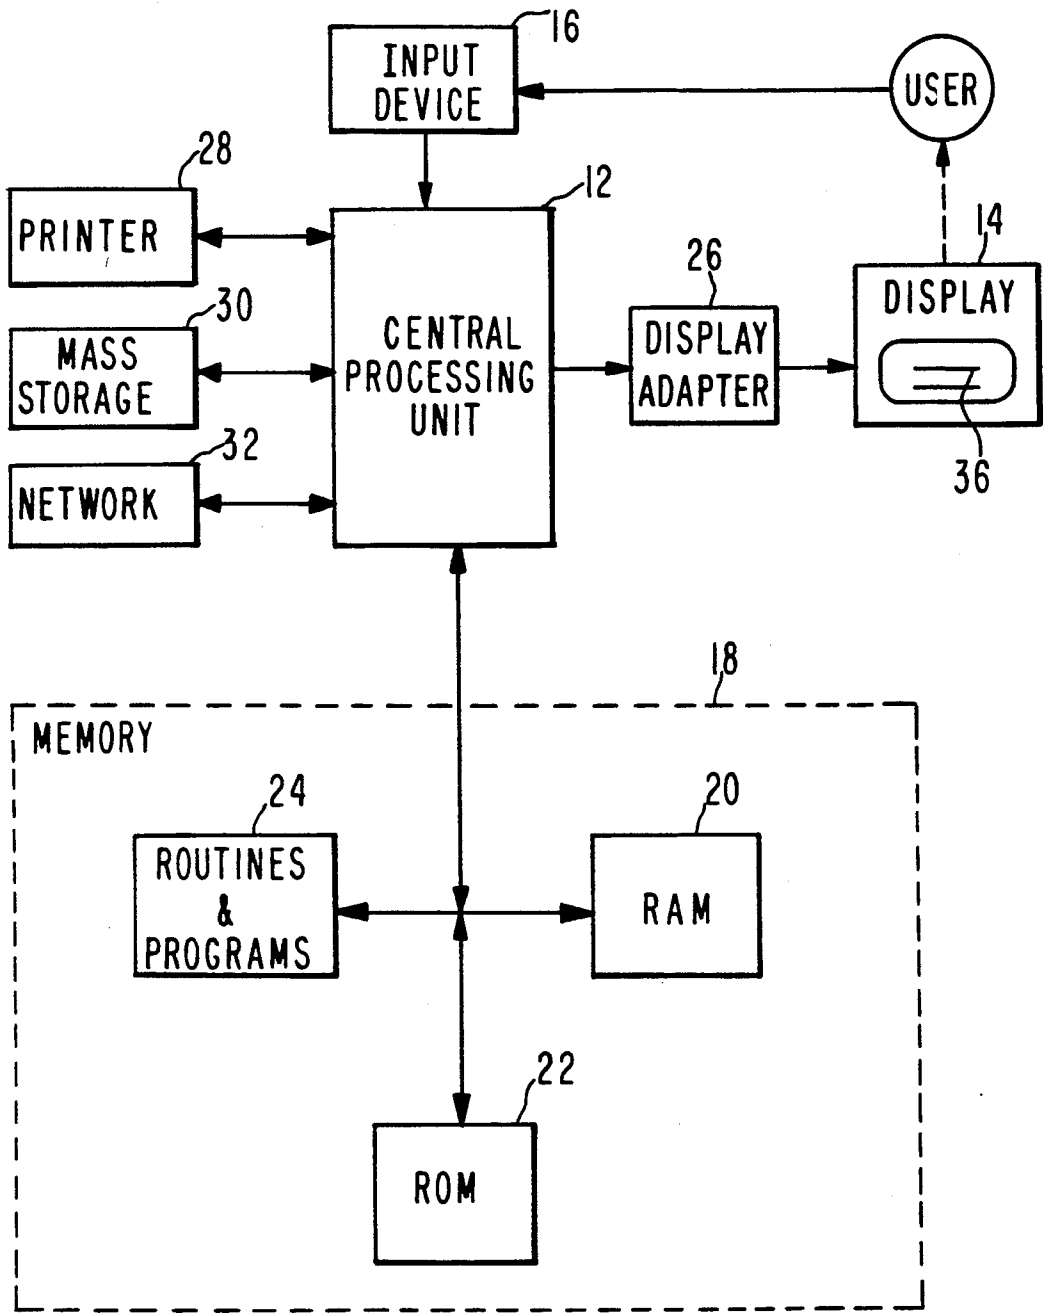 16
INPUT
DEVICE
USER
28
PRINTER
12
14
DISPLAY
26
DISPLAY
ADAPTER
30
MASS
STORAGE
CENTRAL
PROCESSING
UNIT
36
32
NETWORK
18
MEMORY
24
ROUTINES
&
PROGRAMS
20
RAM
22
ROM